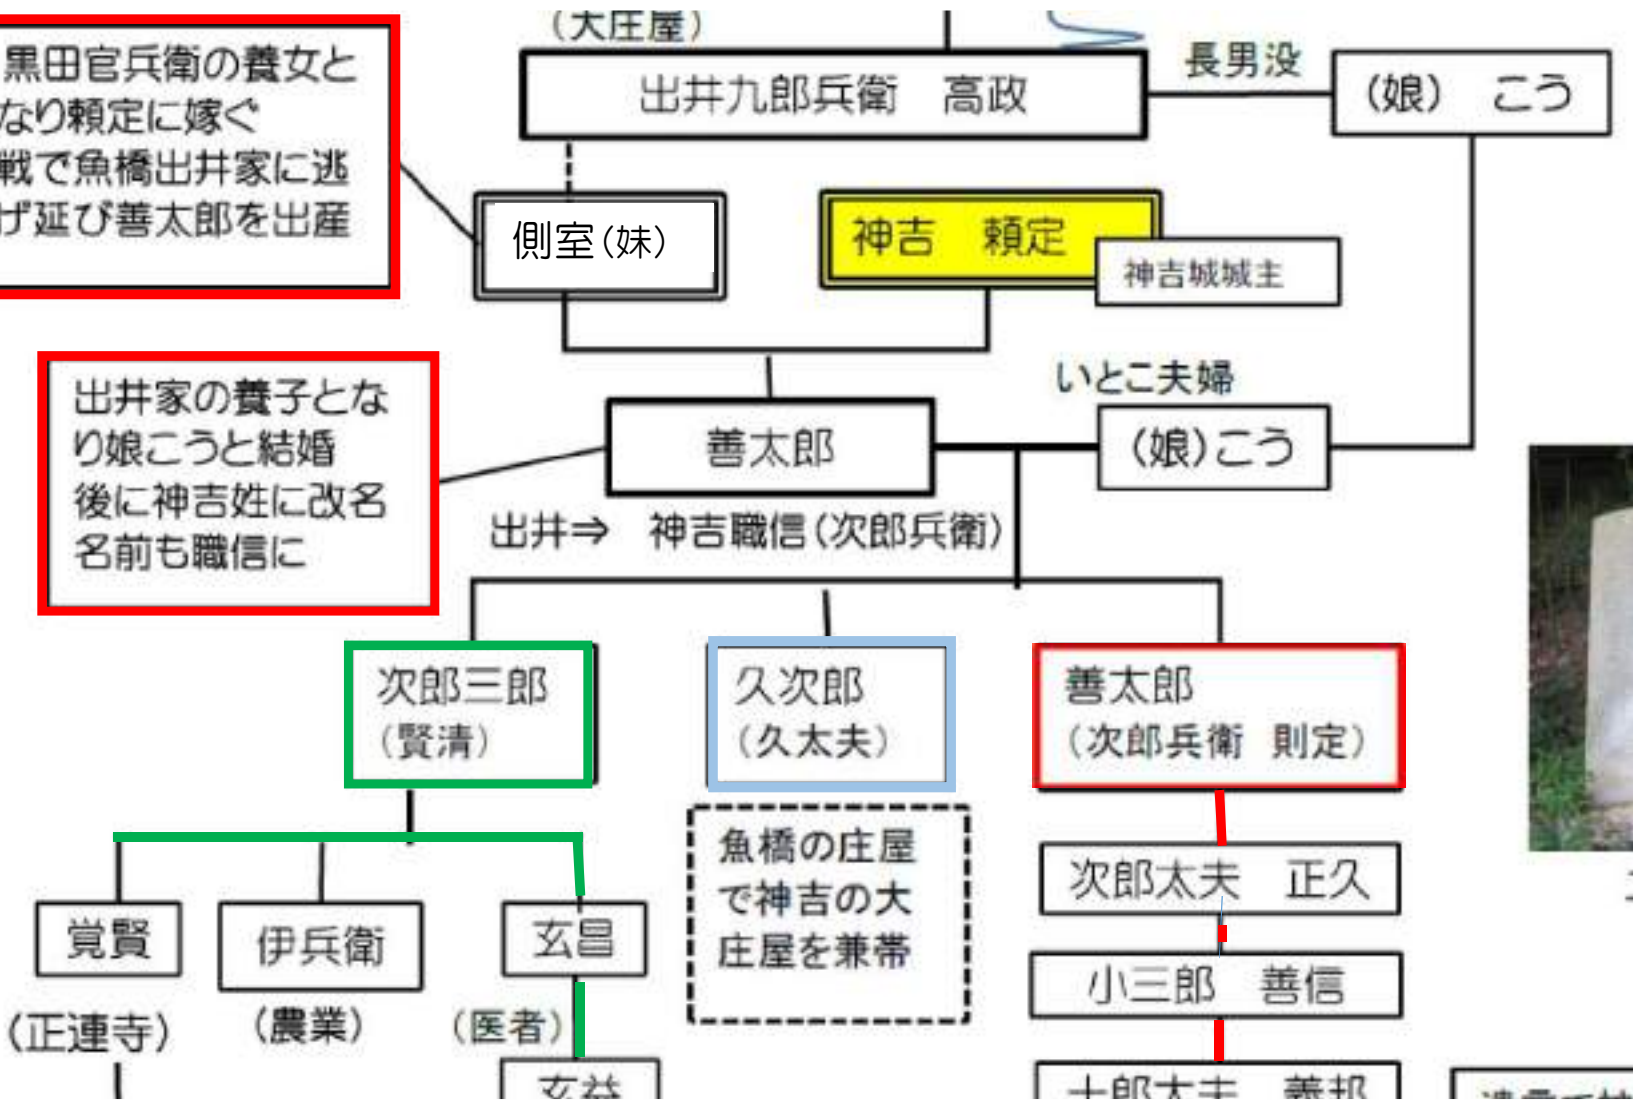 (大庄屋)
出井九郎兵衛 高政
長男没
(娘) こう
黒田官兵衛の養女と
なり頼定に嫁ぐ
戦で魚橋出井家に逃
げ延び善太郎を出産
側室(妹)
神吉 頼定
神吉城城主
出井家の養子とな
り娘こうと結婚
後に神吉姓に改名
名前も職信に
善太郎
いとこ夫婦
(娘)こう
出井⇒ 神吉職信(次郎兵衛)
次郎三郎
(賢清)
久次郎
(久太夫)
善太郎
(次郎兵衛 則定)
魚橋の庄屋
で神吉の大
庄屋を兼帯
次郎太夫 正久
小三郎 善信
覚賢
(正連寺)
伊兵衛
(農業)
玄昌
(医者)
玄益
十郎太夫 義邦